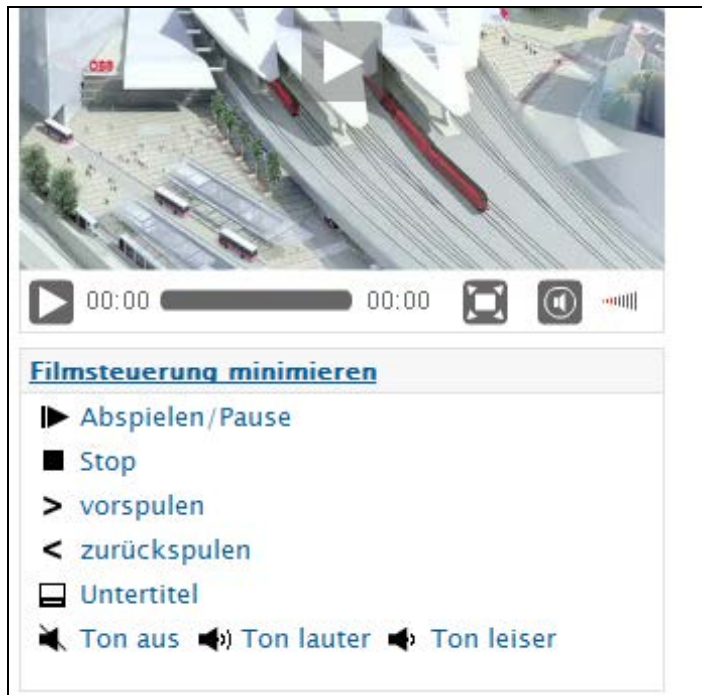 ÖBB
00:00 00:00
Filmsteuerung minimieren
Abspielen/Pause
Stop
> vorspulen
< zurückspulen
Untertitel
Ton aus Ton lauter Ton leiser